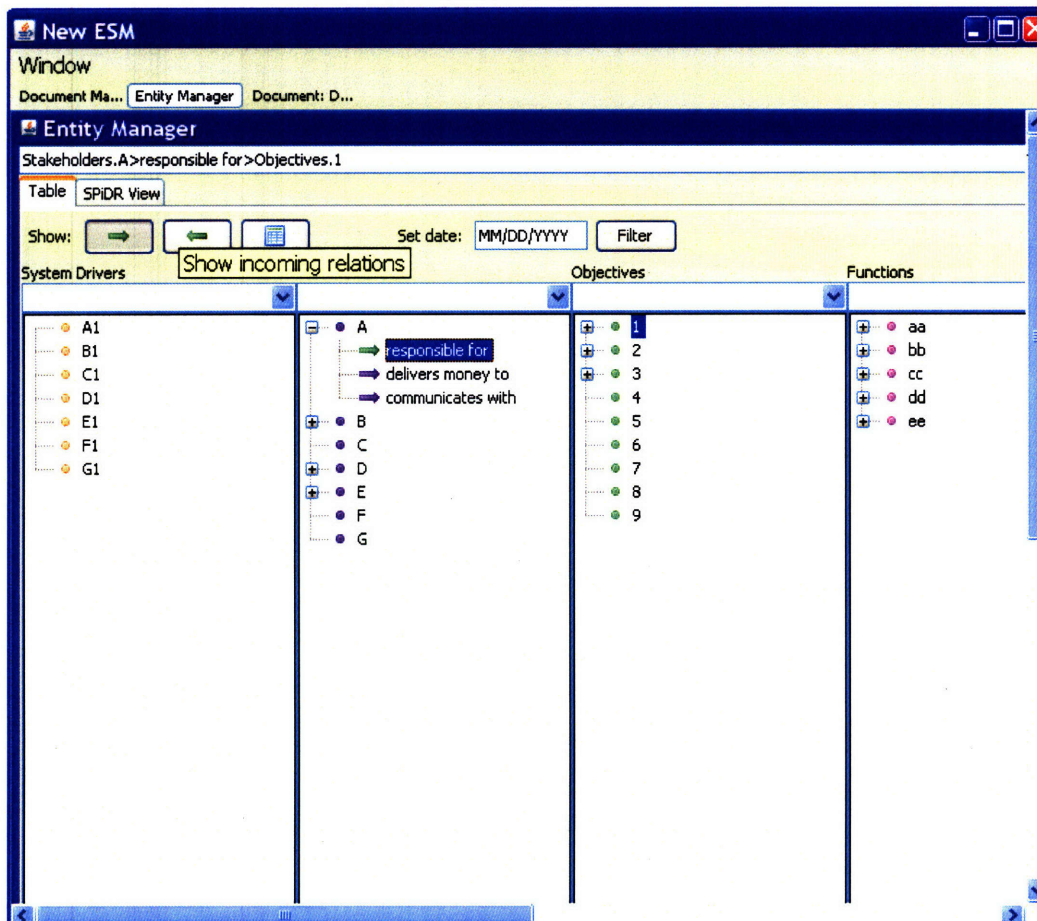 New ESM
Window
Document Ma... Entity Manager Document: D...
Entity Manager
Stakeholders.A>responsible for>Objectives.1
Table SPiDR View
Show: Set date: MM/DD/YYYY Filter
Show incoming relations
System Drivers Objectives Functions
A1 A 1 aa
B1 responsible for 2 bb
C1 delivers money to 3 cc
D1 communicates with 4 dd
E1 B 5 ee
F1 C 6
G1 D 7
E 8
F 9
G